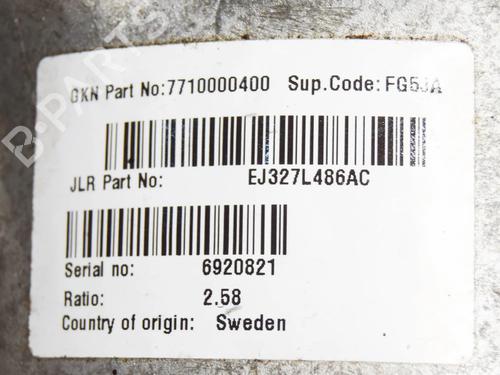 GKN Part No:7710000400 Sup.Code:FG5JA
JLR Part No: EJ327L486AC
Serial no: 6920821
Ratio: 2.58
Country of origin: Sweden